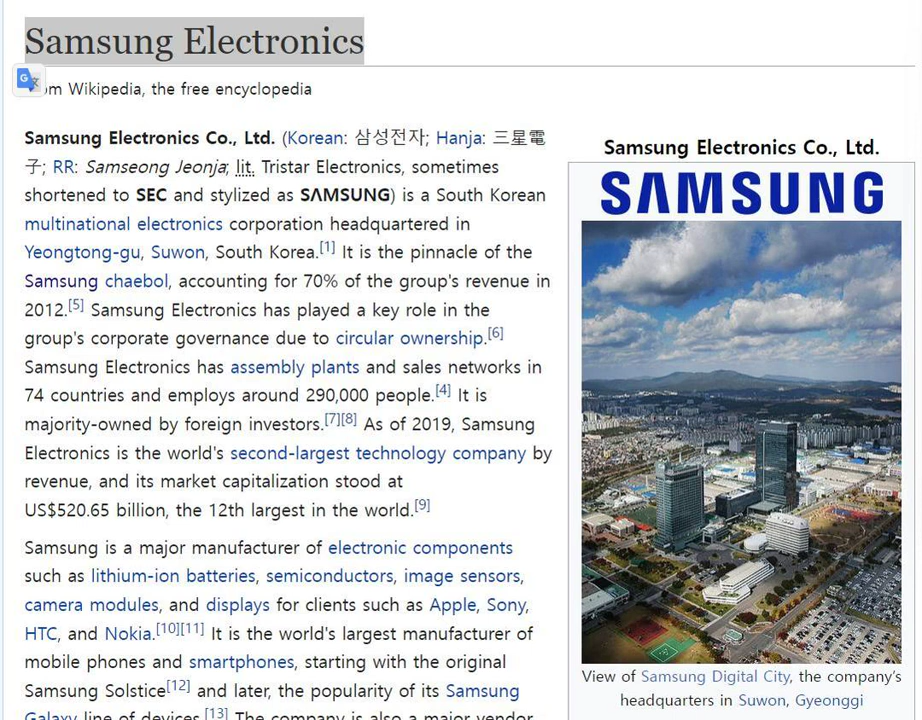 Samsung Electronics
om Wikipedia, the free encyclopedia
Samsung Electronics Co., Ltd. (Korean: 삼성전자; Hanja: 三星電
子; RR: Samseong Jeonja; lit. Tristar Electronics, sometimes
shortened to SEC and stylized as SΛMSUNG) is a South Korean
multinational electronics corporation headquartered in
Yeongtong-gu, Suwon, South Korea.[1] It is the pinnacle of the
Samsung chaebol, accounting for 70% of the group's revenue in
2012.[5] Samsung Electronics has played a key role in the
group's corporate governance due to circular ownership.[6]
Samsung Electronics has assembly plants and sales networks in
74 countries and employs around 290,000 people.[4] It is
majority-owned by foreign investors.[7][8] As of 2019, Samsung
Electronics is the world's second-largest technology company by
revenue, and its market capitalization stood at
US$520.65 billion, the 12th largest in the world.[9]
Samsung is a major manufacturer of electronic components
such as lithium-ion batteries, semiconductors, image sensors,
camera modules, and displays for clients such as Apple, Sony,
HTC, and Nokia.[10][11] It is the world's largest manufacturer of
mobile phones and smartphones, starting with the original
Samsung Solstice[12] and later, the popularity of its Samsung
Galaxy line of devices.[13] The company is also a major vendor
Samsung Electronics Co., Ltd.
SΛMSUNG
View of Samsung Digital City, the company's
headquarters in Suwon, Gyeonggi